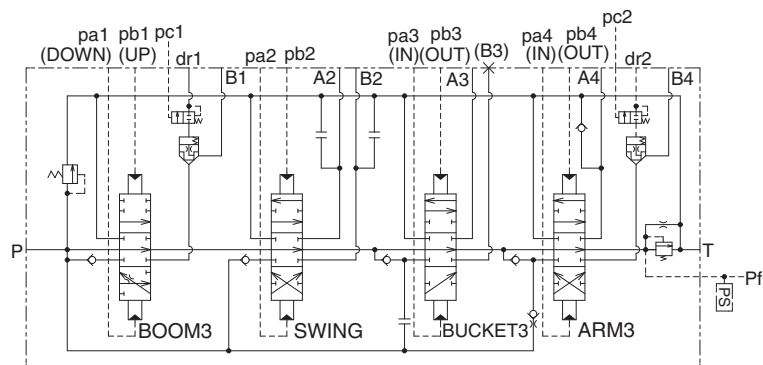 pa1 pb1 pc1 pa2 pb2 pa3 pb3 (B3) pa4 pb4 pc2
(DOWN) (UP) dr1 B1 A2 B2 (IN) (OUT) A3 (IN) (OUT) A4 dr2 B4
P T
Pf
PS
BOOM3 SWING BUCKET3 ARM3